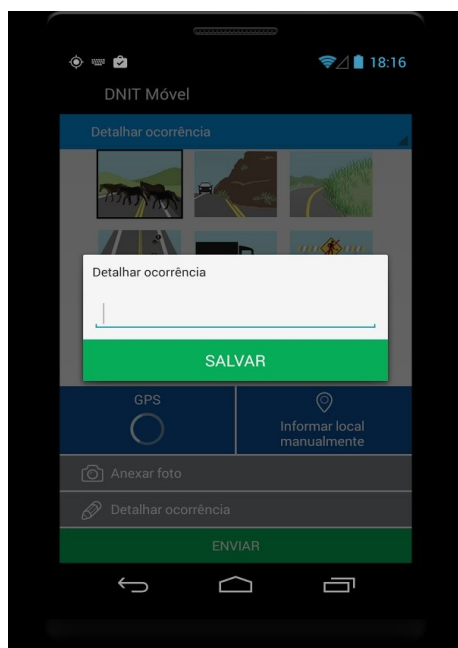 18:16
DNIT Móvel
Detalhar ocorrência
Detalhar ocorrência
SALVAR
GPS
Informar local
manualmente
Anexar foto
Detalhar ocorrência
ENVIAR